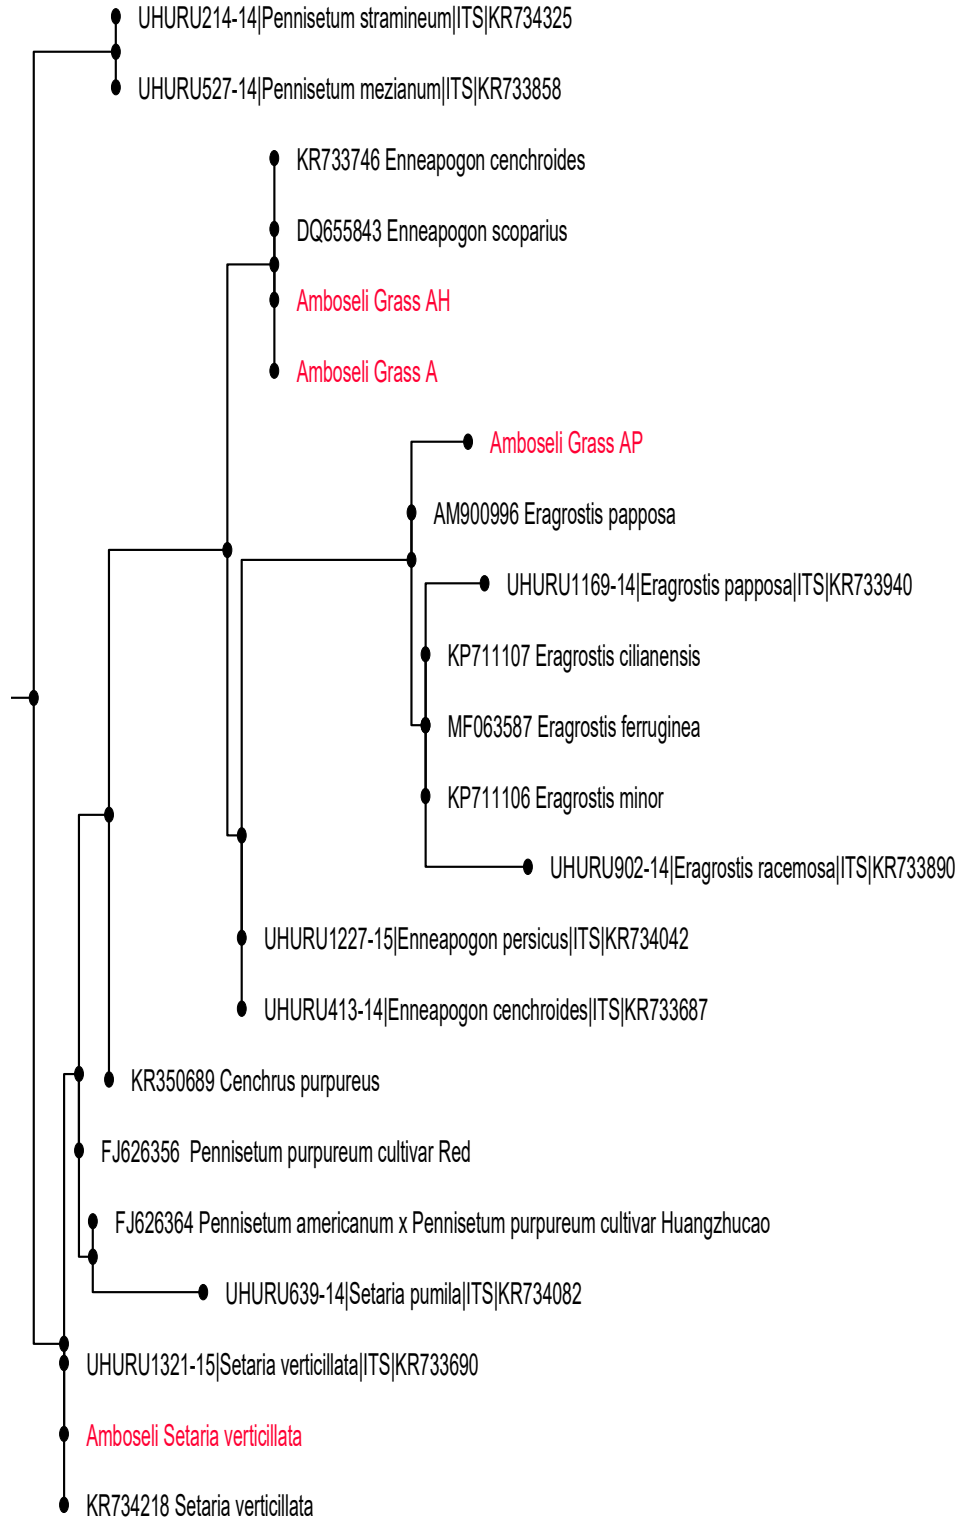 UHURU214-14|Pennisetum stramineum|ITS|KR734325
UHURU527-14|Pennisetum mezianum|ITS|KR733858
KR733746 Enneapogon cenchroides
DQ655843 Enneapogon scoparius
Amboseli Grass AH
Amboseli Grass A
Amboseli Grass AP
AM900996 Eragrostis papposa
UHURU1169-14|Eragrostis papposa|ITS|KR733940
KP711107 Eragrostis cilianensis
MF063587 Eragrostis ferruginea
KP711106 Eragrostis minor
UHURU902-14|Eragrostis racemosa|ITS|KR733890
UHURU1227-15|Enneapogon persicus|ITS|KR734042
UHURU413-14|Enneapogon cenchroides|ITS|KR733687
KR350689 Cenchrus purpureus
FJ626356 Pennisetum purpureum cultivar Red
FJ626364 Pennisetum americanum x Pennisetum purpureum cultivar Huangzhucao
UHURU639-14|Setaria pumila|ITS|KR734082
UHURU1321-15|Setaria verticillata|ITS|KR733690
Amboseli Setaria verticillata
KR734218 Setaria verticillata